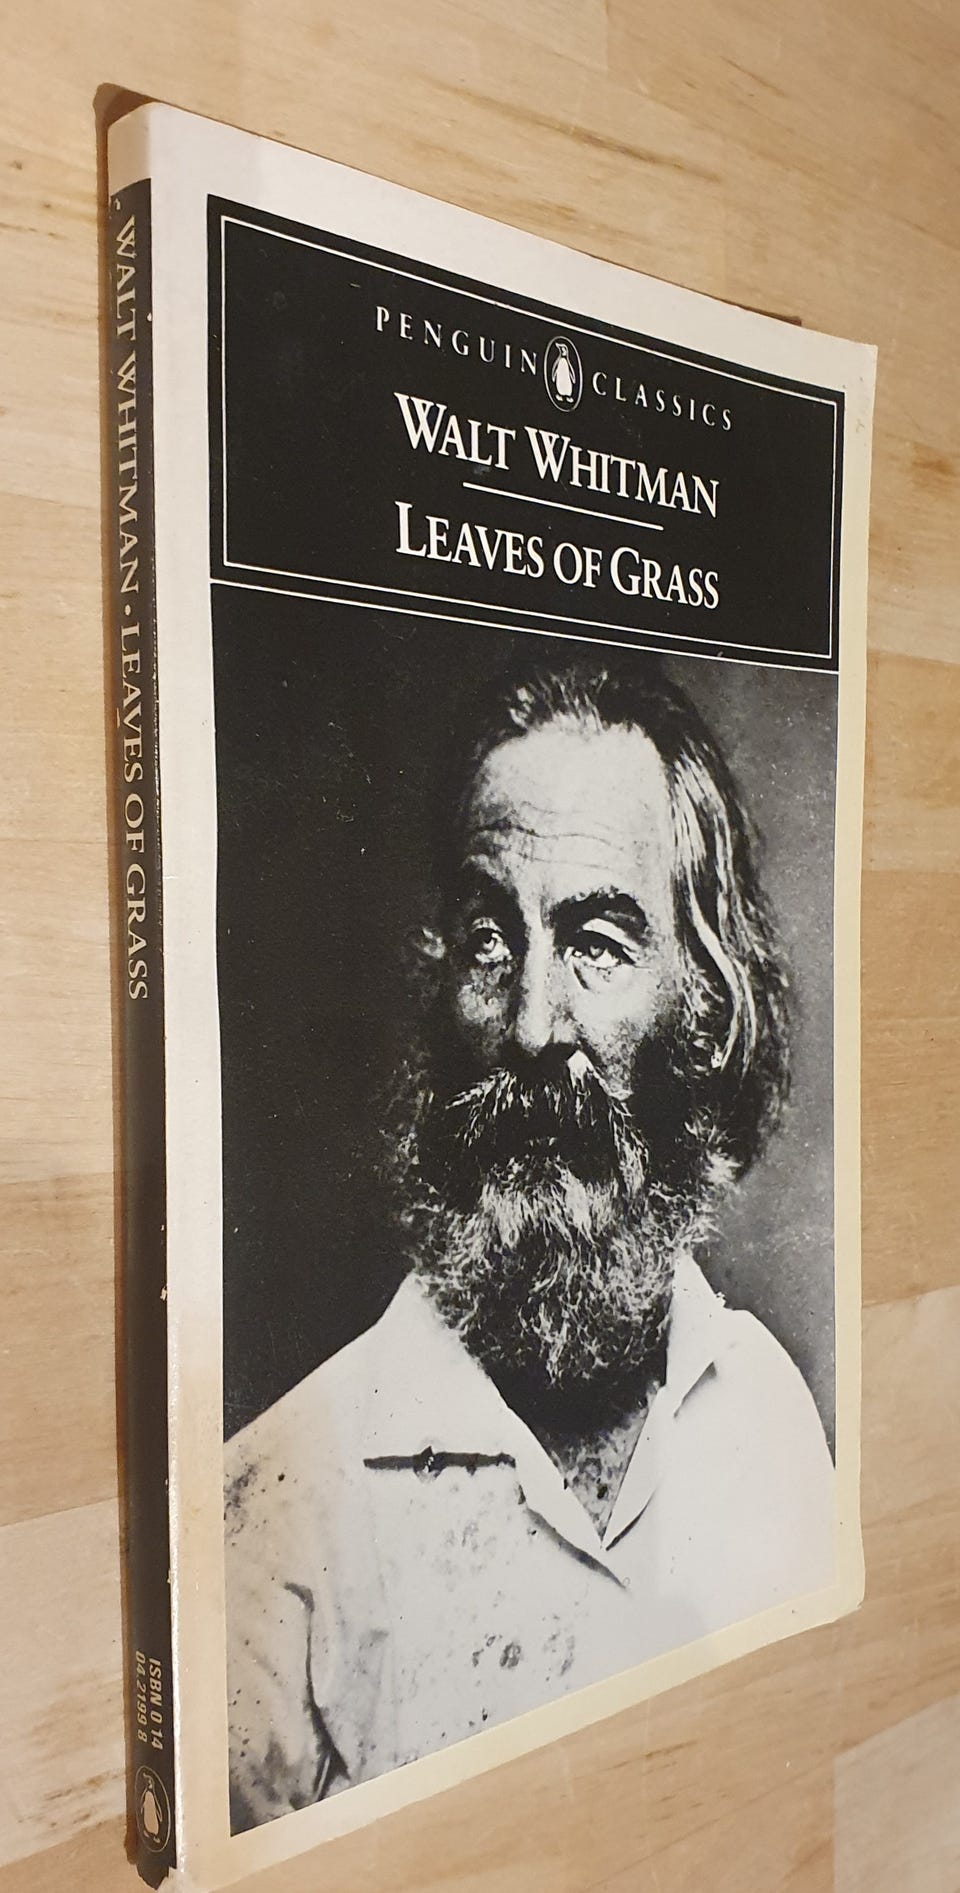 PENGUIN CLASSICS
WALT WHITMAN
LEAVES OF GRASS
WALT WHITMAN · LEAVES OF GRASS
ISBN 0 14
04.2199 8